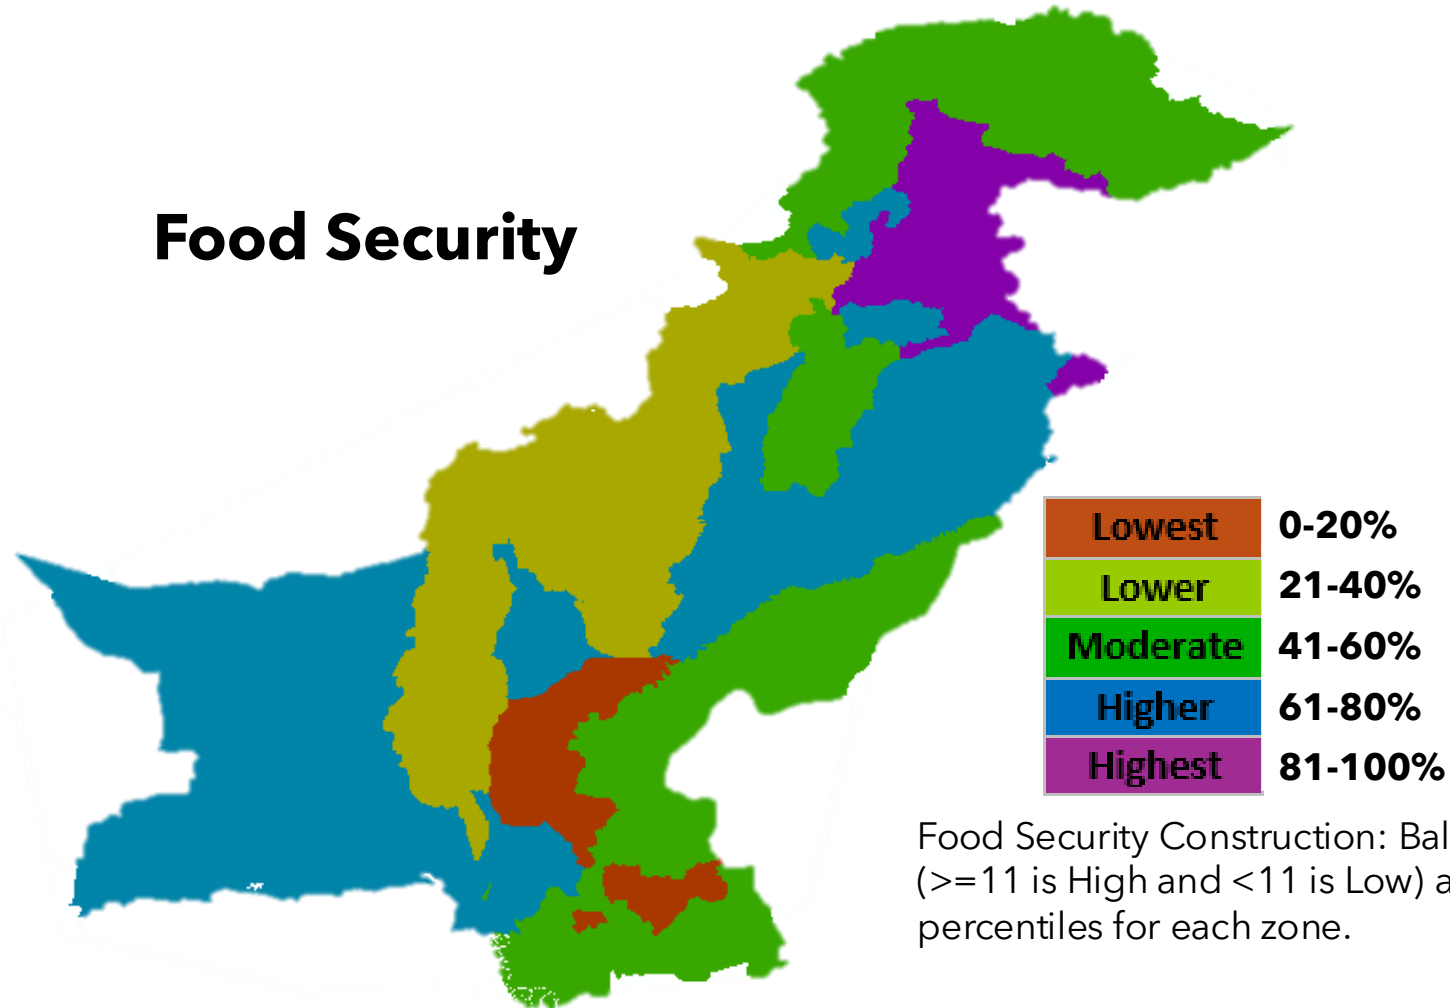 Food Security
Lowest 0-20%
Lower 21-40%
Moderate 41-60%
Higher 61-80%
Highest 81-100%
Food Security Construction: Bal
(>=11 is High and <11 is Low) a
percentiles for each zone.